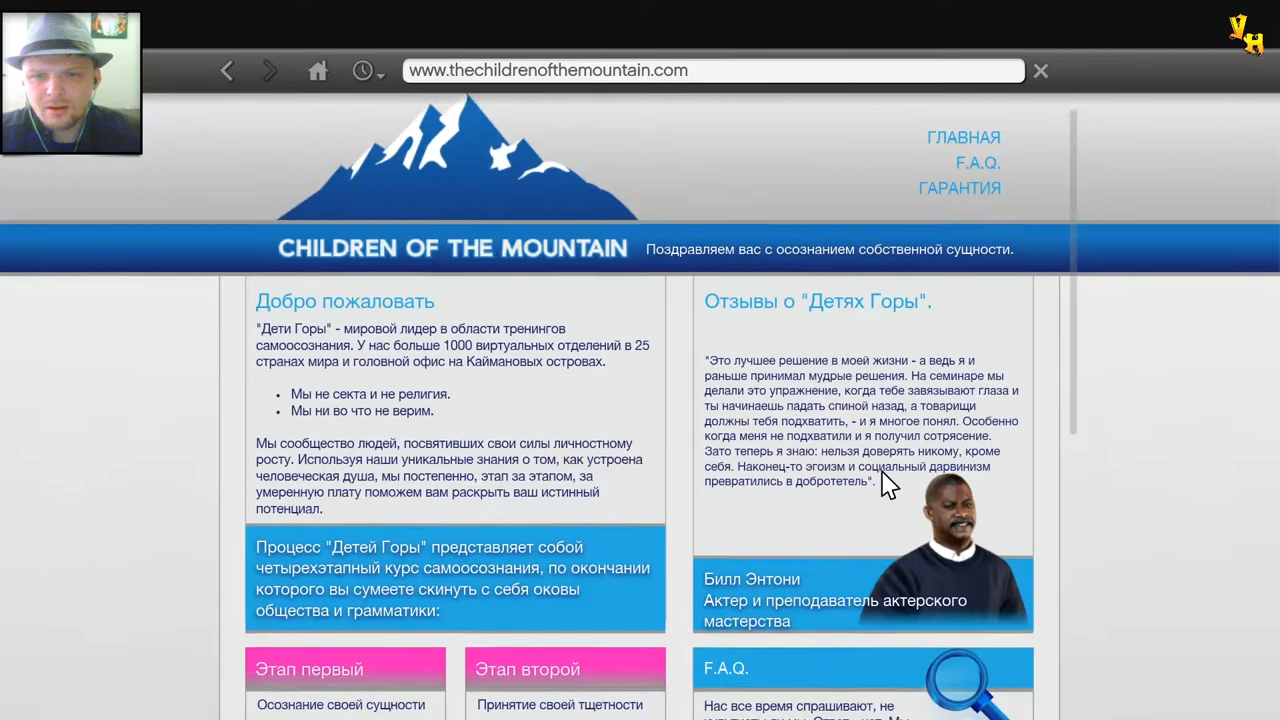 VH
www.thechildrenofthemountain.com
ГЛАВНАЯ
F.A.Q.
ГАРАНТИЯ
CHILDREN OF THE MOUNTAIN
Поздравляем вас с осознанием собственной сущности.
Добро пожаловать
"Дети Горы" - мировой лидер в области тренингов
самоосознания. У нас больше 1000 виртуальных отделений в 25
странах мира и головной офис на Каймановых островах.
• Мы не секта и не религия.
• Мы ни во что не верим.
Мы сообщество людей, посвятивших свои силы личностному
росту. Используя наши уникальные знания о том, как устроена
человеческая душа, мы постепенно, этап за этапом, за
умеренную плату поможем вам раскрыть ваш истинный
потенциал.
Процесс "Детей Горы" представляет собой
четырехэтапный курс самоосознания, по окончании
которого вы сумеете скинуть с себя оковы
общества и грамматики:
Отзывы о "Детях Горы".
"Это лучшее решение в моей жизни - а ведь я и
раньше принимал мудрые решения. На семинаре мы
делали это упражнение, когда тебе завязывают глаза и
ты начинаешь падать спиной назад, а товарищи
должны тебя подхватить, - и я многое понял. Особенно
когда меня не подхватили и я получил сотрясение.
Зато теперь я знаю: нельзя доверять никому, кроме
себя. Наконец-то эгоизм и социальный дарвинизм
превратились в добротетель".
Билл Энтони
Актер и преподаватель актерского
мастерства
Этап первый
Осознание своей сущности
Этап второй
Принятие своей тщетности
F.A.Q.
Нас все время спрашивают, не